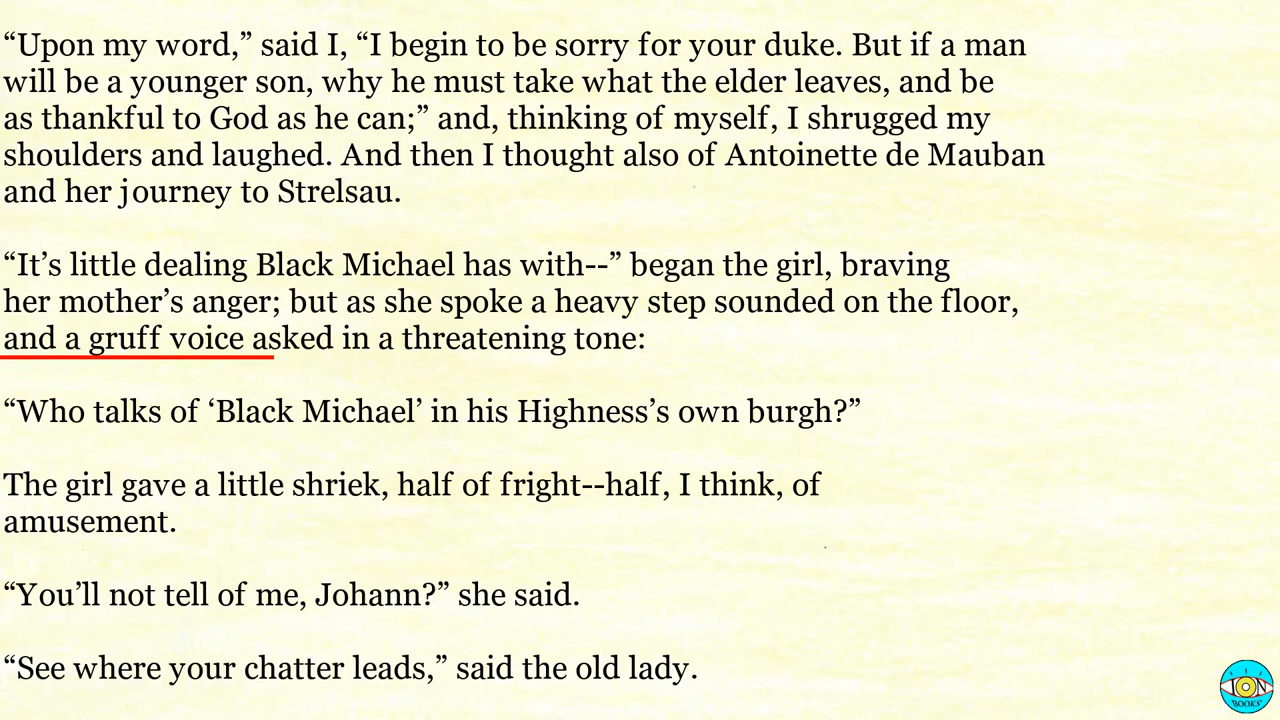 “Upon my word,” said I, “I begin to be sorry for your duke. But if a man
will be a younger son, why he must take what the elder leaves, and be
as thankful to God as he can;” and, thinking of myself, I shrugged my
shoulders and laughed. And then I thought also of Antoinette de Mauban
and her journey to Strelsau.
“It’s little dealing Black Michael has with--” began the girl, braving
her mother’s anger; but as she spoke a heavy step sounded on the floor,
and a gruff voice asked in a threatening tone:
“Who talks of ‘Black Michael’ in his Highness’s own burgh?”
The girl gave a little shriek, half of fright--half, I think, of
amusement.
“You’ll not tell of me, Johann?” she said.
“See where your chatter leads,” said the old lady.
ION
BOOKS